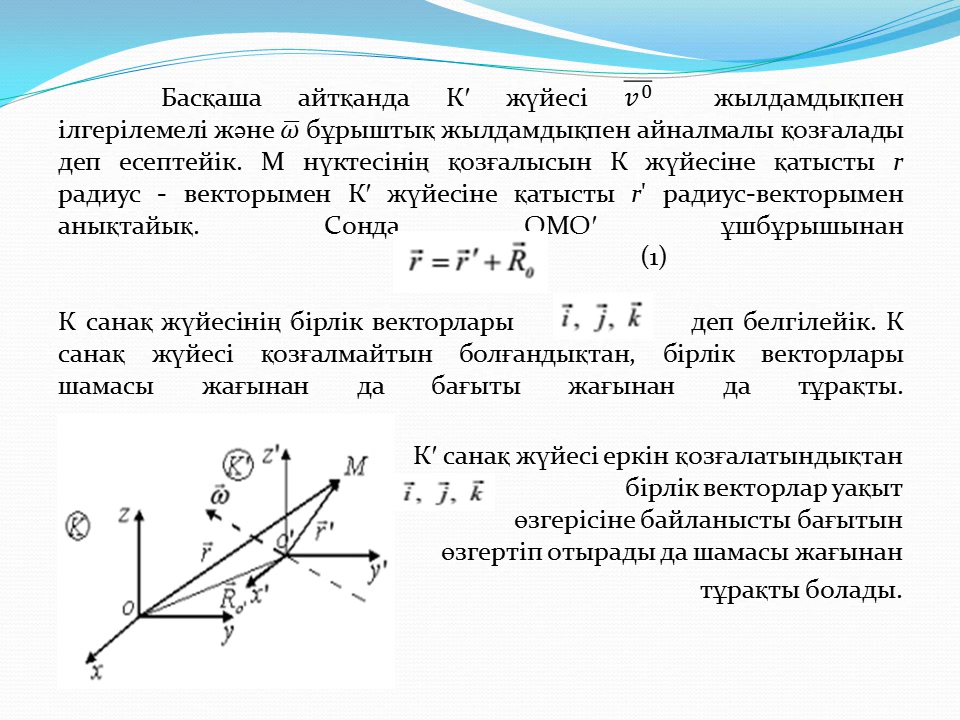 Басқаша айтқанда К′ жүйесі v⁰ жылдамдықпен
ілгерілемелі және ω бұрыштық жылдамдықпен айналмалы қозғалады
деп есептейік. М нүктесінің қозғалысын К жүйесіне қатысты r
радиус - векторымен К′ жүйесіне қатысты r' радиус-векторымен
анықтайық. Сонда ОМО′ үшбұрышынан
r⃗ = r⃗′ + R⃗₀ (1)
К санақ жүйесінің бірлік векторлары i⃗, j⃗, k⃗ деп белгілейік. К
санақ жүйесі қозғалмайтын болғандықтан, бірлік векторлары
шамасы жағынан да бағыты жағынан да тұрақты.
К′ санақ жүйесі еркін қозғалатындықтан
i⃗, j⃗, k⃗ бірлік векторлар уақыт
өзгерісіне байланысты бағытын
өзгертіп отырады да шамасы жағынан
тұрақты болады.
K' z' M
ω⃗
K z
r⃗ O' r⃗'
y'
x'
R⃗₀'
O
y
x